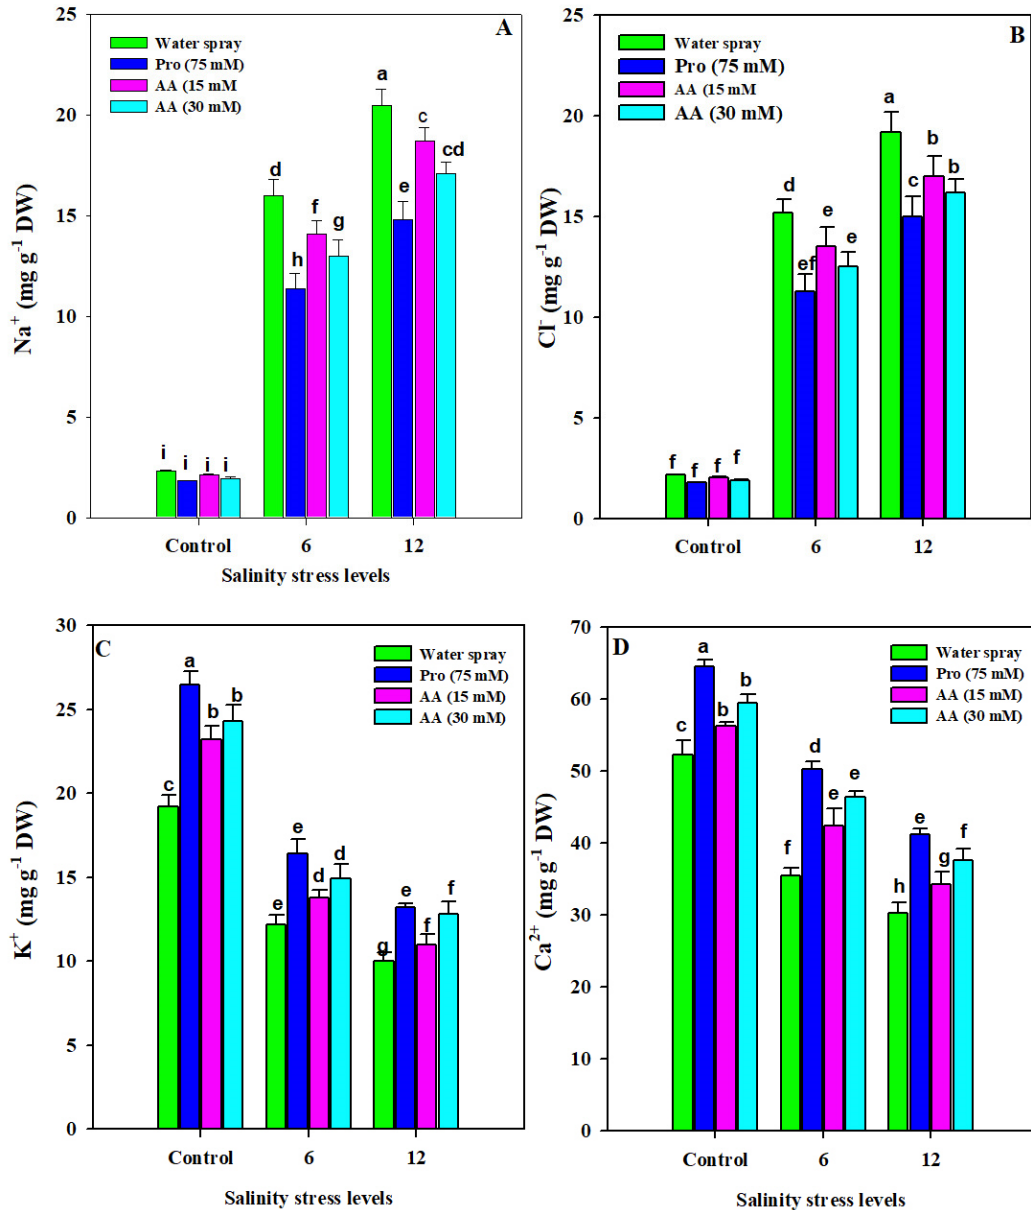 A
Water spray
Pro (75 mM)
AA (15 mM
AA (30 mM)
Na⁺ (mg g⁻¹ DW)
25
20
15
10
5
0
i i i i
d h f g
a e c cd
Control 6 12
Salinity stress levels
B
Water spray
Pro (75 mM)
AA (15 mM
AA (30 mM)
Cl⁻ (mg g⁻¹ DW)
25
20
15
10
5
0
f f f f
d ef e e
a c b b
Control 6 12
C
Water spray
Pro (75 mM)
AA (15 mM)
AA (30 mM)
K⁺ (mg g⁻¹ DW)
30
25
20
15
10
5
0
c a b b
e e d d
g e f f
Control 6 12
Salinity stress levels
D
Water spray
Pro (75 mM)
AA (15 mM)
AA (30 mM)
Ca²⁺ (mg g⁻¹ DW)
70
60
50
40
30
20
10
0
c a b b
f d e e
h e g f
Control 6 12
Salinity stress levels